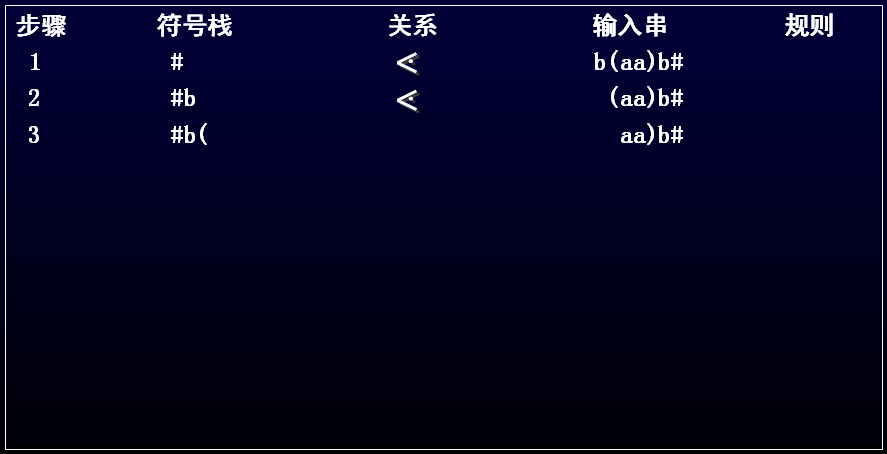 步骤 符号栈 关系 输入串 规则
1 # ⋖ b(aa)b#
2 #b ⋖ (aa)b#
3 #b( aa)b#